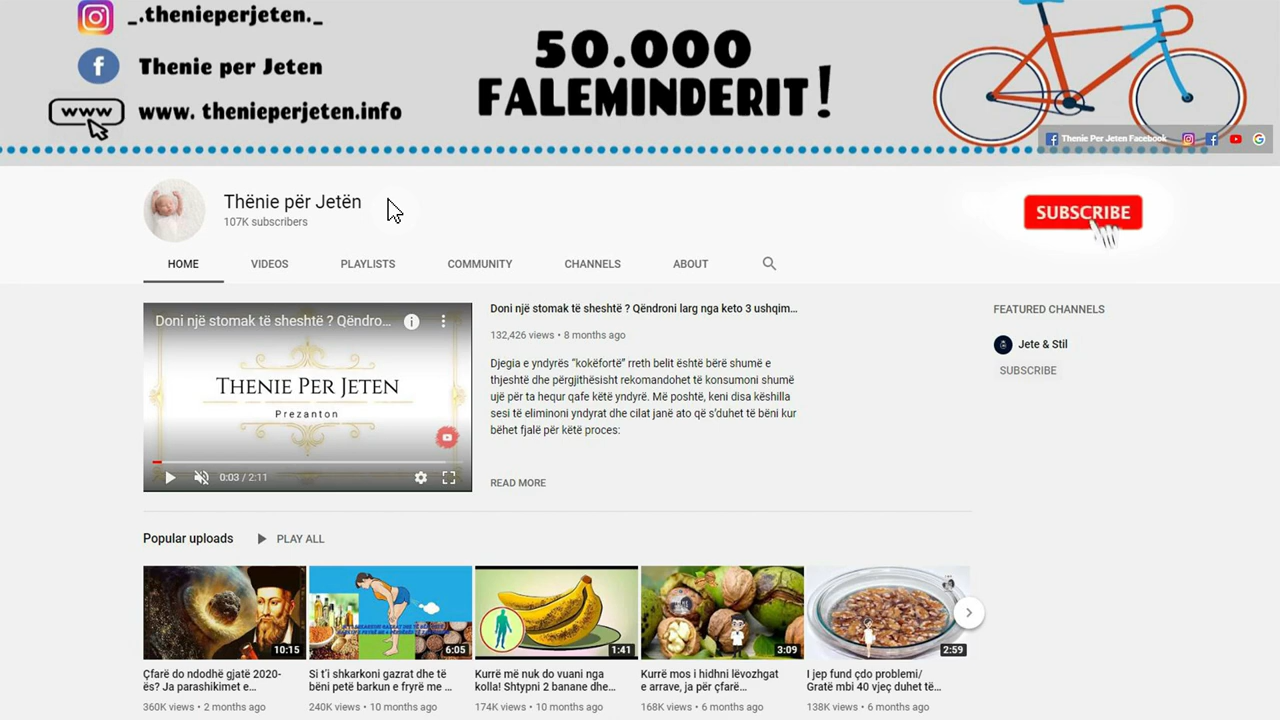 _.thenieperjeten._
Thenie per Jeten
www
www. thenieperjeten.info
50.000
FALEMINDERIT!
Thenie Per Jeten Facebook
Thënie për Jetën
107K subscribers
SUBSCRIBE
HOME
VIDEOS
PLAYLISTS
COMMUNITY
CHANNELS
ABOUT
Doni një stomak të sheshtë ? Qëndro...
THENIE PER JETEN
Prezanton
0:03 / 2:11
Doni një stomak të sheshtë ? Qëndroni larg nga keto 3 ushqim...
132,426 views • 8 months ago
Djegia e yndyrës “kokëfortë” rreth belit është bërë shumë e
thjeshtë dhe përgjithësisht rekomandohet të konsumoni shumë
ujë për ta hequr qafe këtë yndyrë. Më poshtë, keni disa këshilla
sesi të eliminoni yndyrat dhe cilat janë ato që s’duhet të bëni kur
bëhet fjalë për këtë proces:
READ MORE
FEATURED CHANNELS
Jete & Stil
SUBSCRIBE
Popular uploads
PLAY ALL
10:15
6:05
1:41
3:09
2:59
Çfarë do ndodhë gjatë 2020-
ës? Ja parashikimet e...
360K views • 2 months ago
Si t’i shkarkoni gazrat dhe të
bëni petë barkun e fryrë me ...
240K views • 10 months ago
Kurrë më nuk do vuani nga
kolla! Shtypni 2 banane dhe...
174K views • 10 months ago
Kurrë mos i hidhni lëvozhgat
e arrave, ja për çfarë...
168K views • 6 months ago
I jep fund çdo problemi/
Gratë mbi 40 vjeç duhet të...
138K views • 6 months ago